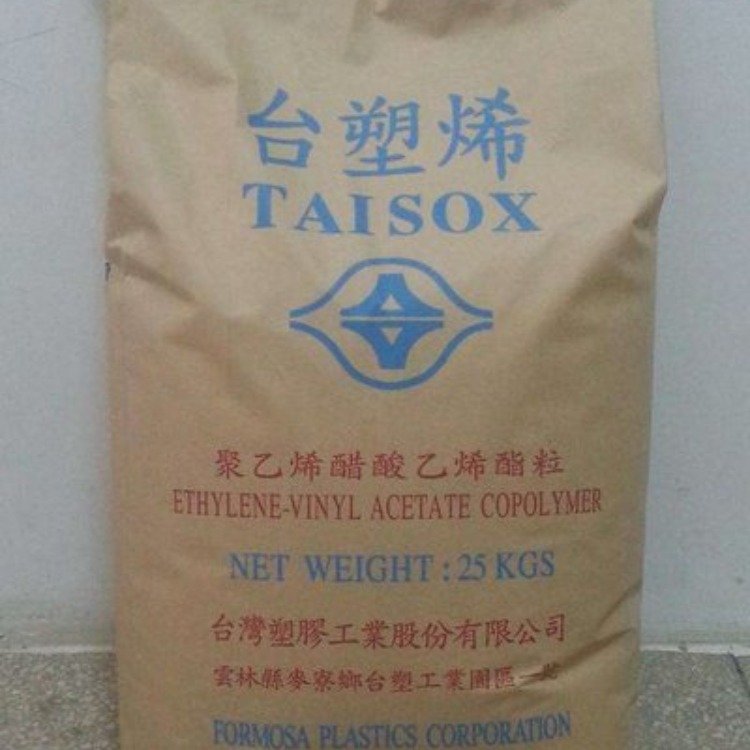 台塑烯
TAISOX
聚乙烯醋酸乙烯酯粒
ETHYLENE-VINYL ACETATE COPOLYMER
NET WEIGHT : 25 KGS
台灣塑膠工業股份有限公司
雲林縣麥寮鄉台塑工業園區一號
FORMOSA PLASTICS CORPORATION